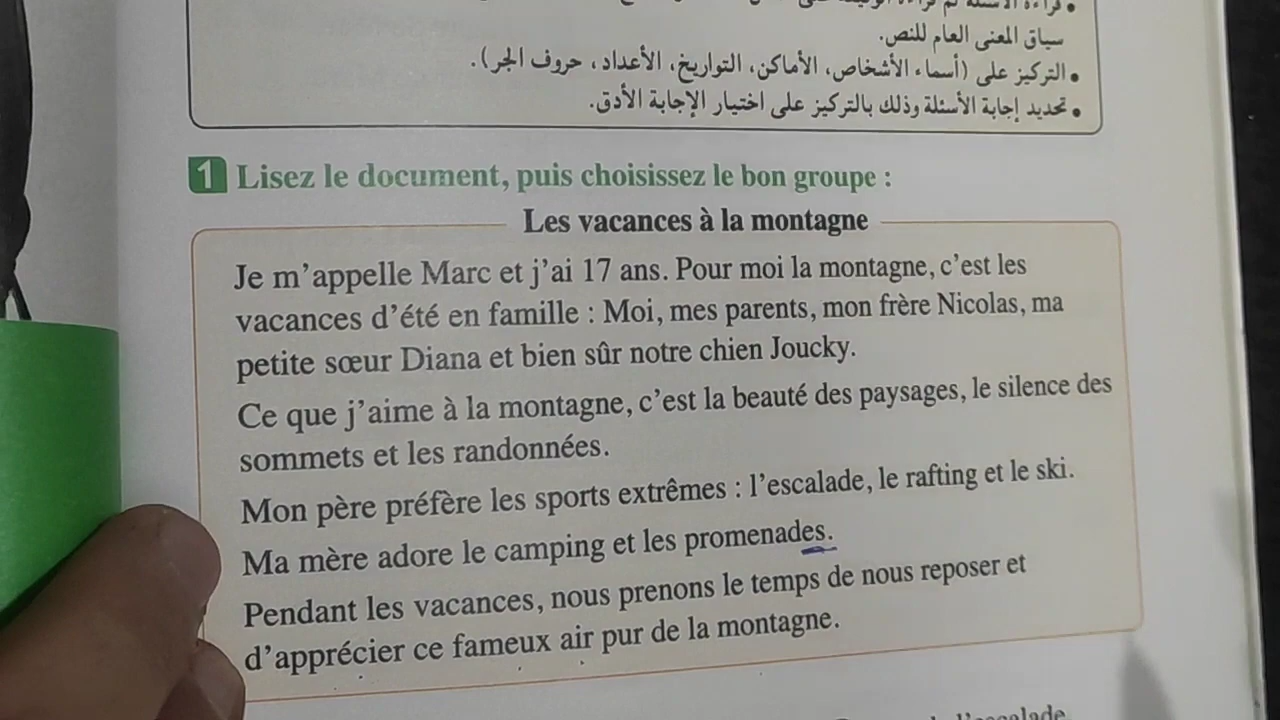 سياق المعنى العام للنص.
• التركيز على (أسماء الأشخاص، الأماكن، التواريخ، الأعداد، حروف الجر).
• تحديد إجابة الأسئلة وذلك بالتركيز على اختيار الإجابة الأدق.
1 Lisez le document, puis choisissez le bon groupe :
Les vacances à la montagne
Je m'appelle Marc et j'ai 17 ans. Pour moi la montagne, c'est les
vacances d'été en famille : Moi, mes parents, mon frère Nicolas, ma
petite sœur Diana et bien sûr notre chien Joucky.
Ce que j'aime à la montagne, c'est la beauté des paysages, le silence des
sommets et les randonnées.
Mon père préfère les sports extrêmes : l'escalade, le rafting et le ski.
Ma mère adore le camping et les promenades.
Pendant les vacances, nous prenons le temps de nous reposer et
d'apprécier ce fameux air pur de la montagne.
l'escalade